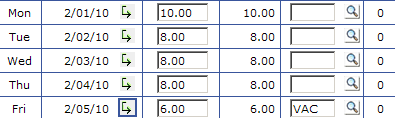 Mon 2/01/10 10.00 10.00 0
Tue 2/02/10 8.00 8.00 0
Wed 2/03/10 8.00 8.00 0
Thu 2/04/10 8.00 8.00 0
Fri 2/05/10 6.00 6.00 VAC 0